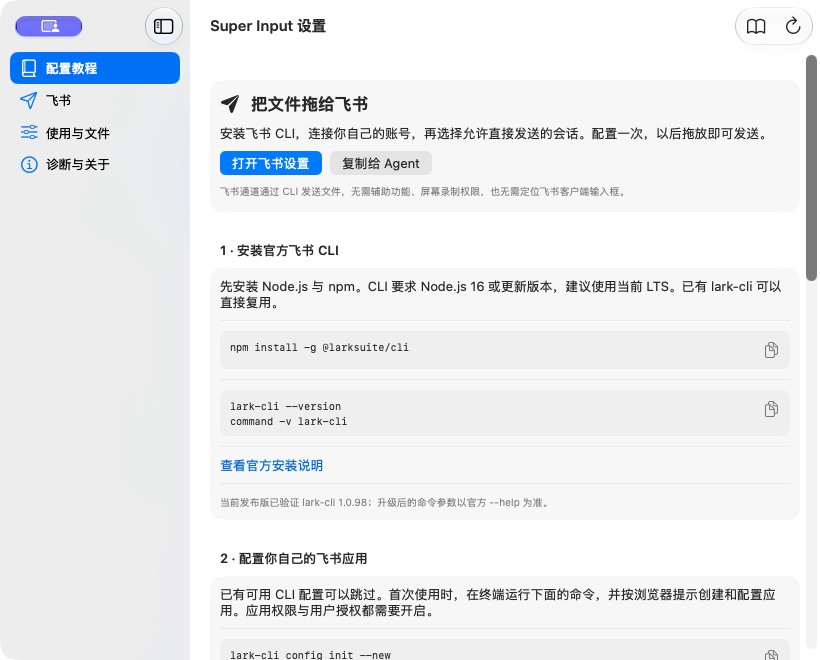 Super Input 设置
配置教程
飞书
使用与文件
诊断与关于
把文件拖给飞书
安装飞书 CLI，连接你自己的账号，再选择允许直接发送的会话。配置一次，以后拖放即可发送。
打开飞书设置
复制给 Agent
飞书通道通过 CLI 发送文件，无需辅助功能、屏幕录制权限，也无需定位飞书客户端输入框。
1 · 安装官方飞书 CLI
先安装 Node.js 与 npm。CLI 要求 Node.js 16 或更新版本，建议使用当前 LTS。已有 lark-cli 可以
直接复用。
npm install -g @larksuite/cli
lark-cli --version
command -v lark-cli
查看官方安装说明
当前发布版已验证 lark-cli 1.0.98；升级后的命令参数以官方 --help 为准。
2 · 配置你自己的飞书应用
已有可用 CLI 配置可以跳过。首次使用时，在终端运行下面的命令，并按浏览器提示创建和配置应
用。应用权限与用户授权都需要开启。
lark-cli config init --new